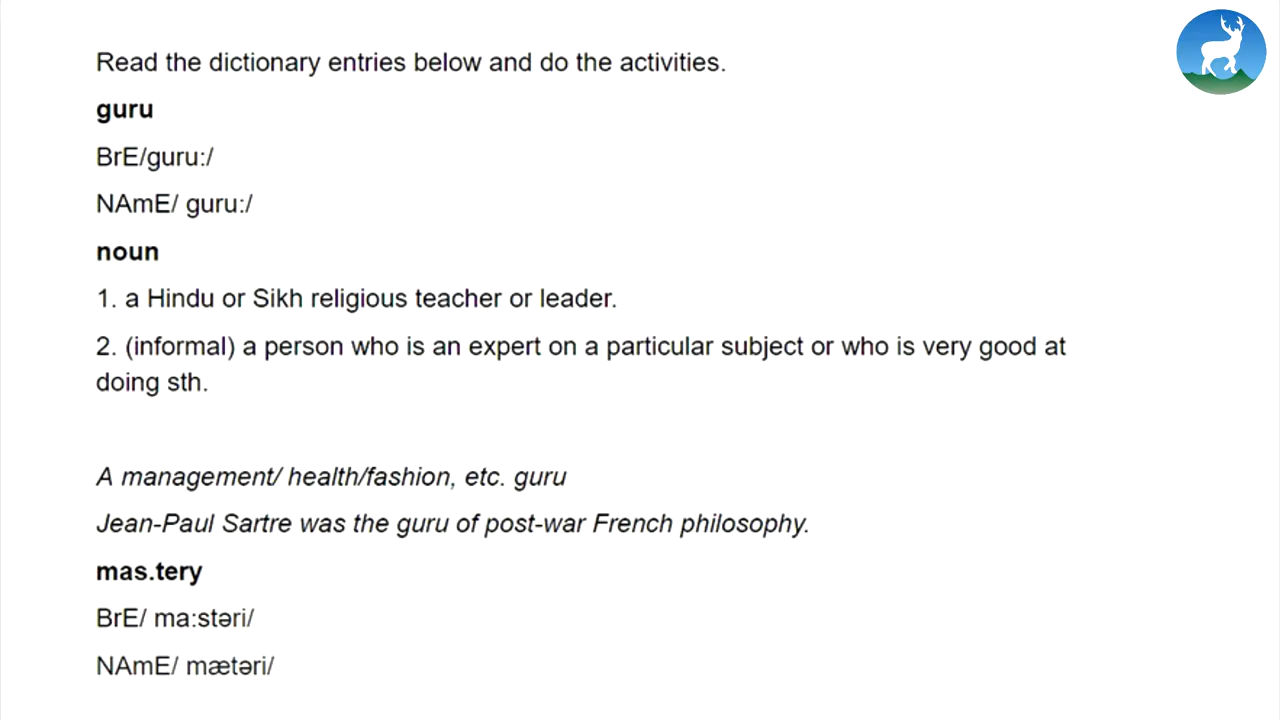 Read the dictionary entries below and do the activities.
guru
BrE/guru:/
NAmE/ guru:/
noun
1. a Hindu or Sikh religious teacher or leader.
2. (informal) a person who is an expert on a particular subject or who is very good at
doing sth.
A management/ health/fashion, etc. guru
Jean-Paul Sartre was the guru of post-war French philosophy.
mas.tery
BrE/ ma:stəri/
NAmE/ mætəri/